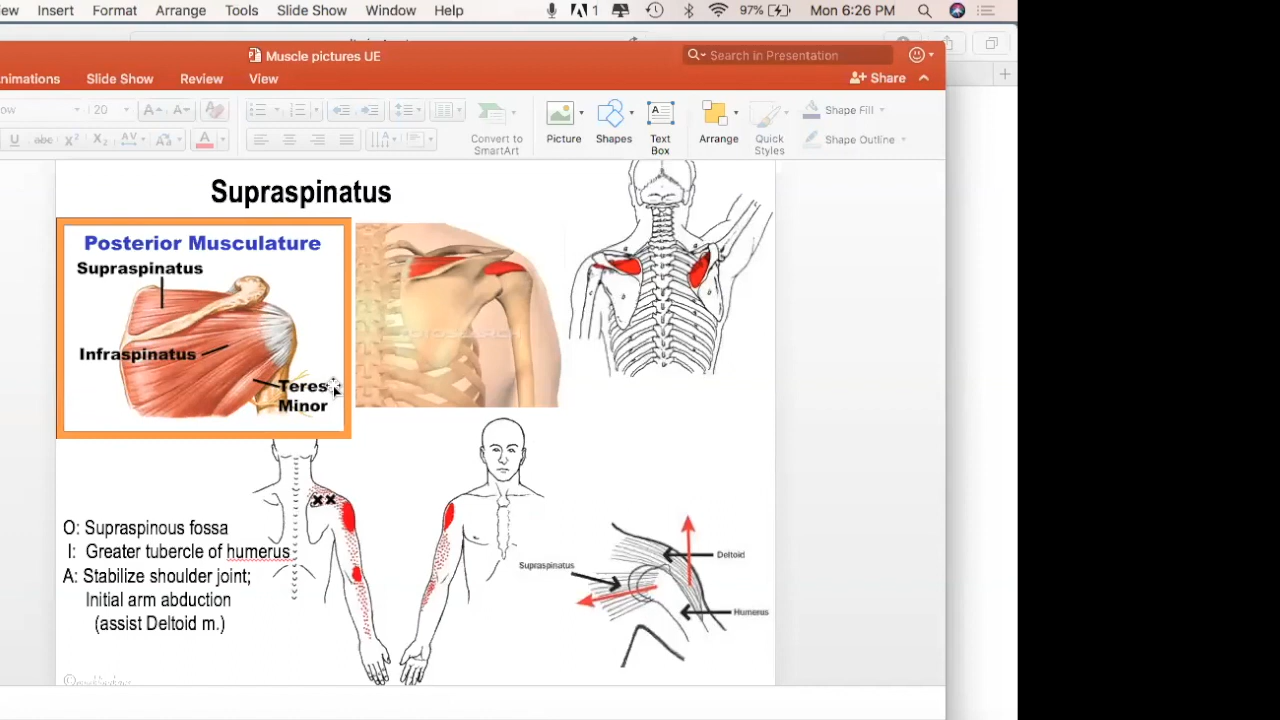 Insert Format Arrange Tools Slide Show Window Help 1 97% Mon 6:26 PM
Muscle pictures UE
Search in Presentation
Slide Show Review View
Share
20
Convert to SmartArt
Picture
Shapes
Text Box
Arrange
Quick Styles
Shape Fill
Shape Outline
Supraspinatus
Posterior Musculature
Supraspinatus
Infraspinatus
Teres
Minor
O: Supraspinous fossa
I: Greater tubercle of humerus
A: Stabilize shoulder joint;
Initial arm abduction
(assist Deltoid m.)
Deltoid
Supraspinatus
Humerus